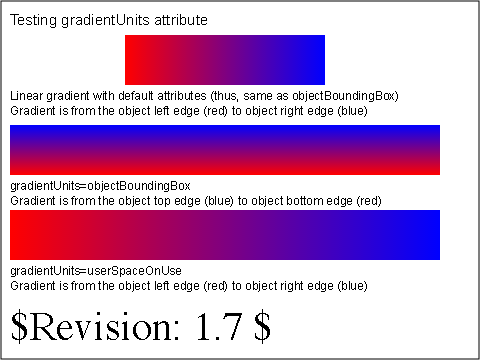 Testing gradientUnits attribute
Linear gradient with default attributes (thus, same as objectBoundingBox)
Gradient is from the object left edge (red) to object right edge (blue)
gradientUnits=objectBoundingBox
Gradient is from the object top edge (blue) to object bottom edge (red)
gradientUnits=userSpaceOnUse
Gradient is from the object left edge (red) to object right edge (blue)
$Revision: 1.7 $